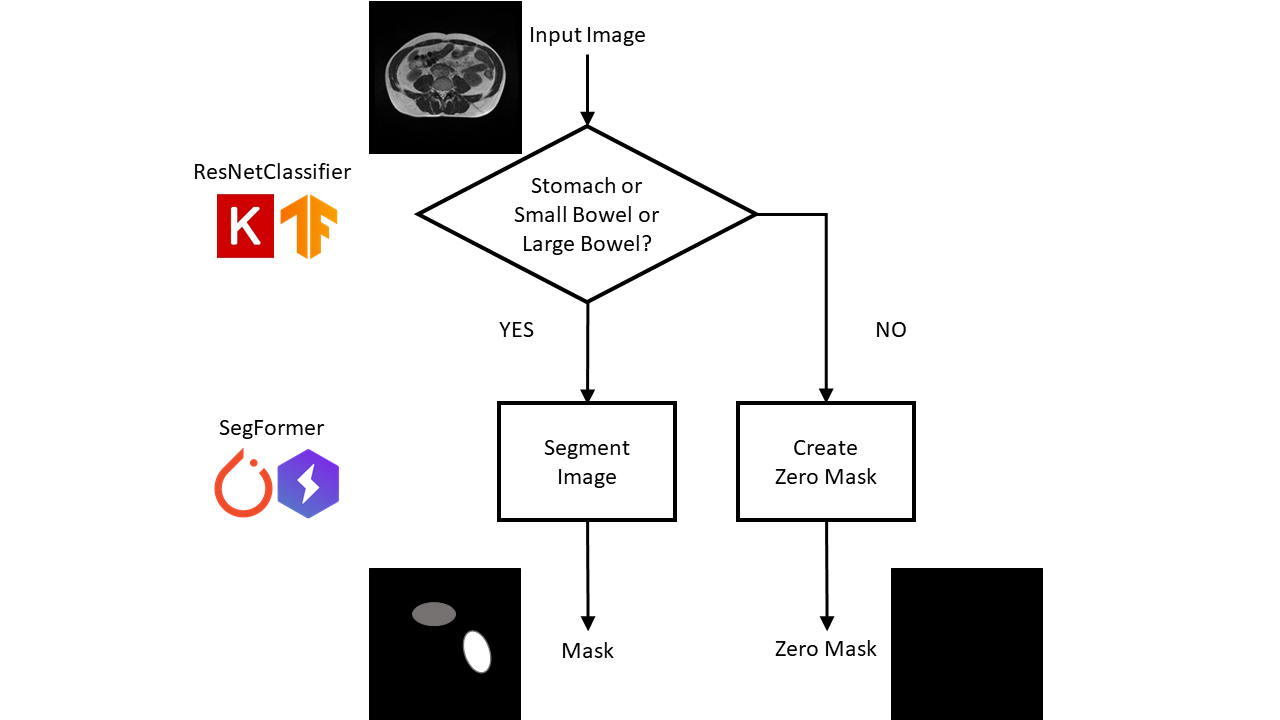 Input Image
ResNetClassifier
K
Stomach or
Small Bowel or
Large Bowel?
YES
NO
SegFormer
Segment
Image
Create
Zero Mask
Mask
Zero Mask